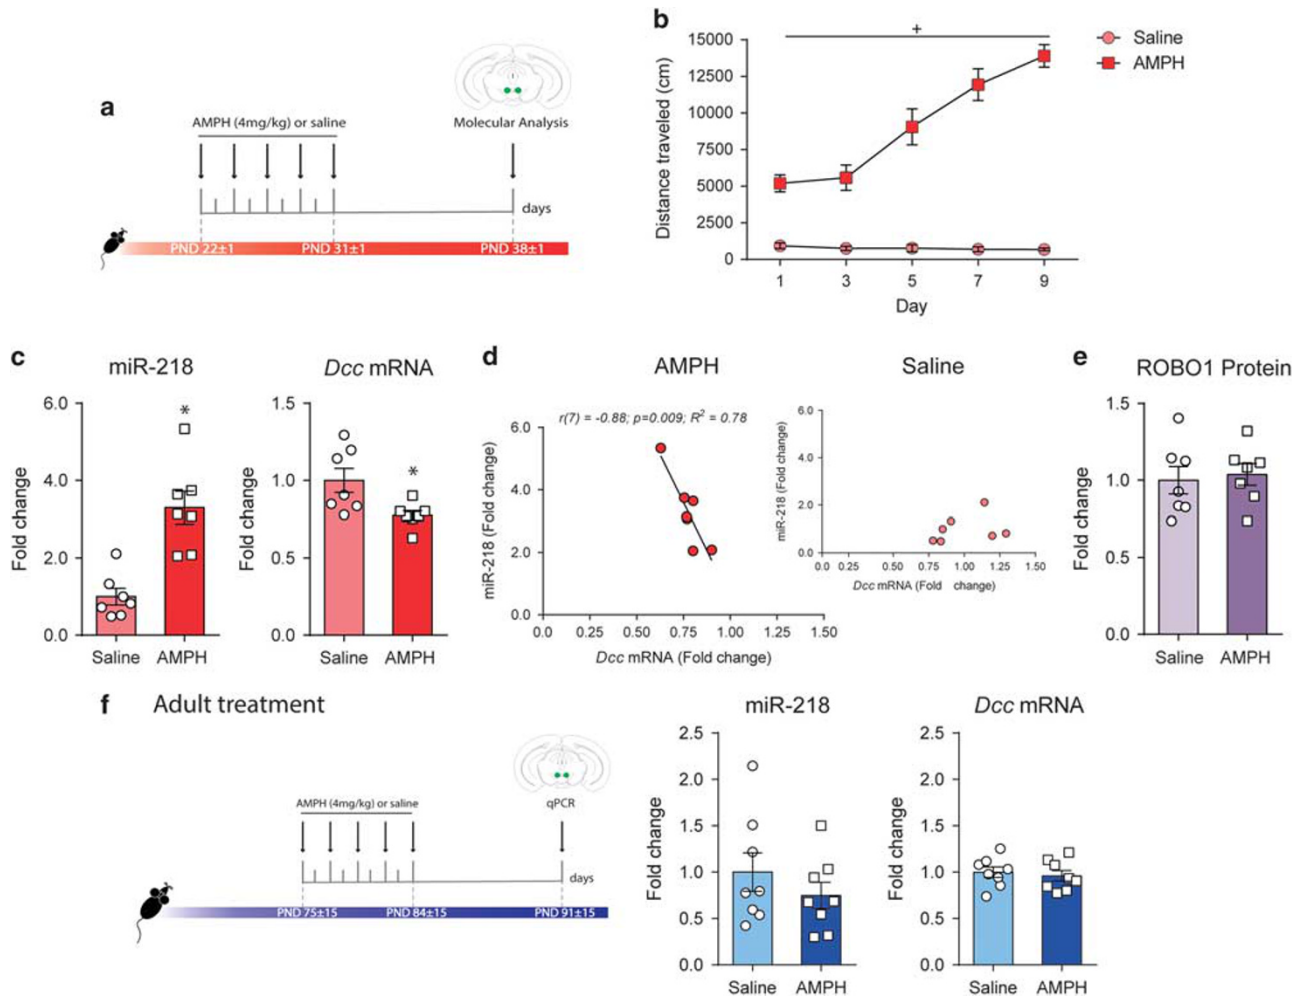 a
AMPH (4mg/kg) or saline
Molecular Analysis
days
PND 22±1
PND 31±1
PND 38±1
b
15000
12500
10000
7500
5000
2500
0
Distance traveled (cm)
+
1 3 5 7 9
Day
Saline
AMPH
c
miR-218
6.0
4.0
2.0
0.0
Fold change
*
Saline AMPH
Dcc mRNA
1.5
1.0
0.5
0.0
Fold change
*
Saline AMPH
d
AMPH
r(7) = -0.88; p=0.009; R² = 0.78
6.0
4.0
2.0
0.0
miR-218 (Fold change)
0.0 0.25 0.50 0.75 1.00 1.25 1.50
Dcc mRNA (Fold change)
Saline
6.0
4.0
2.0
0.0
miR-218 (Fold change)
0.0 0.25 0.50 0.75 1.00 1.25 1.50
Dcc mRNA (Fold change)
e
ROBO1 Protein
1.5
1.0
0.5
0.0
Fold change
Saline AMPH
f Adult treatment
AMPH (4mg/kg) or saline
qPCR
days
PND 75±15
PND 84±15
PND 91±15
miR-218
2.5
2.0
1.5
1.0
0.5
0.0
Fold change
Saline AMPH
Dcc mRNA
2.5
2.0
1.5
1.0
0.5
0.0
Fold change
Saline AMPH